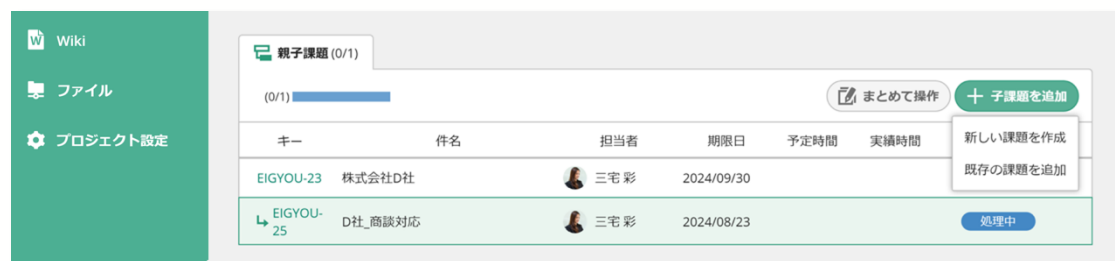 Wiki
ファイル
プロジェクト設定
親子課題 (0/1)
(0/1)
まとめて操作
+ 子課題を追加
新しい課題を作成
既存の課題を追加
キー 件名 担当者 期限日 予定時間 実績時間
EIGYOU-23 株式会社D社 三宅 彩 2024/09/30
EIGYOU-25 D社_商談対応 三宅 彩 2024/08/23 処理中